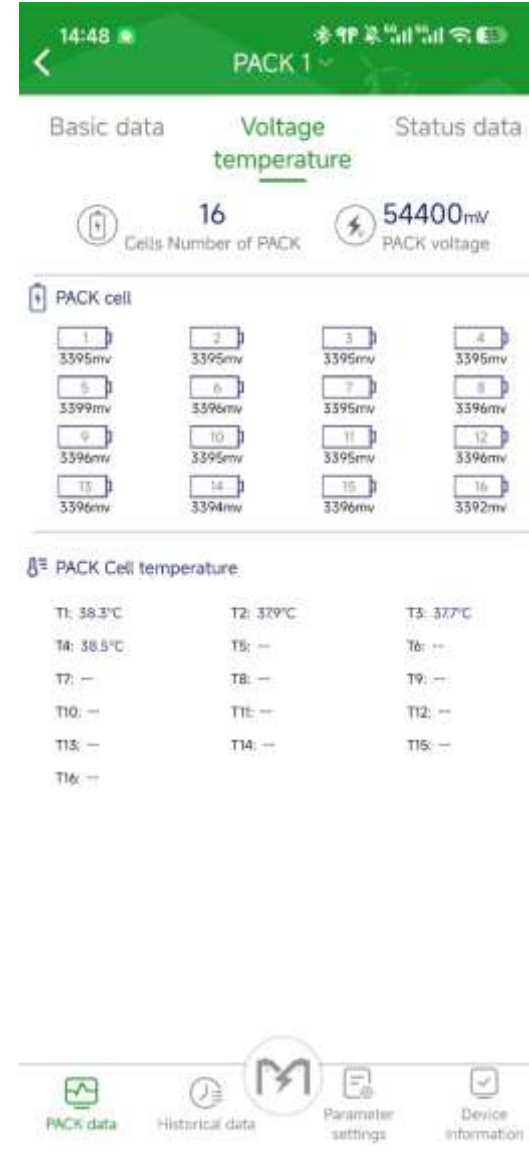 14:48
PACK 1
Basic data Voltage temperature Status data
16 54400mV
Cells Number of PACK PACK voltage
PACK cell
1 2 3 4
3395mv 3395mv 3395mv 3395mv
5 6 7 8
3399mv 3396mv 3395mv 3396mv
9 10 11 12
3396mv 3395mv 3395mv 3396mv
13 14 15 16
3396mv 3394mv 3396mv 3392mv
PACK Cell temperature
T1: 38.3°C T2: 37.9°C T3: 37.7°C
T4: 38.5°C T5: -- T6: --
T7: -- T8: -- T9: --
T10: -- T11: -- T12: --
T13: -- T14: -- T15: --
T16: --
PACK data Historical data Parameter settings Device information